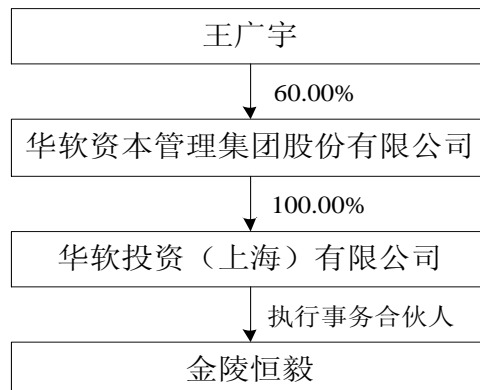 王广宇
60.00%
华软资本管理集团股份有限公司
100.00%
华软投资（上海）有限公司
执行事务合伙人
金陵恒毅